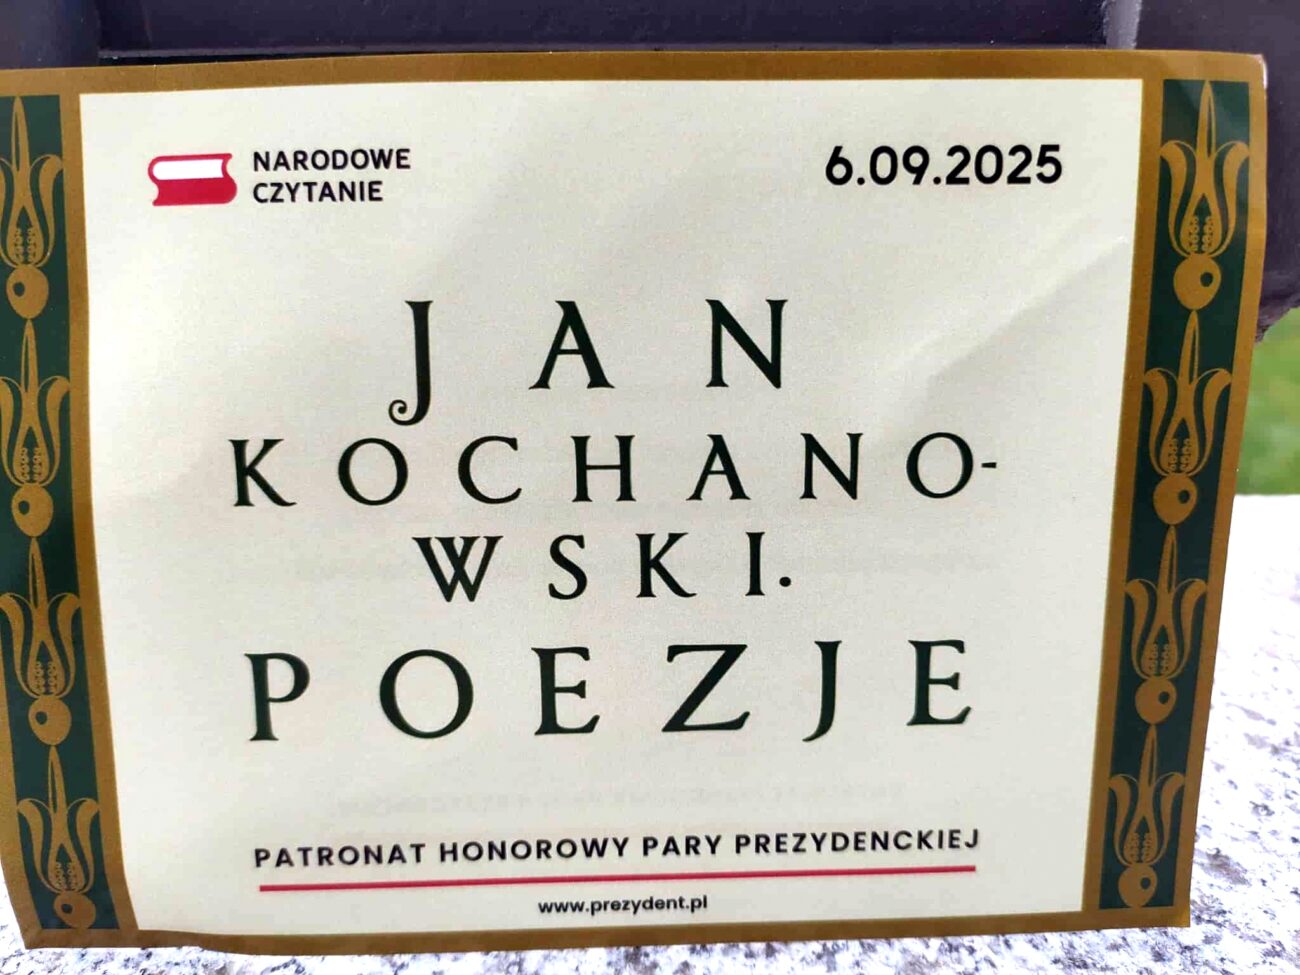 NARODOWE
CZYTANIE
6.09.2025
JAN
KOCHANO-
WSKI.
POEZJE
PATRONAT HONOROWY PARY PREZYDENCKIEJ
www.prezydent.pl